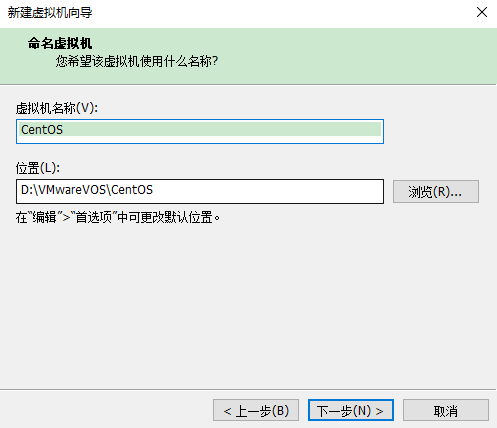 新建虚拟机向导
命名虚拟机
您希望该虚拟机使用什么名称?
虚拟机名称(V):
CentOS
位置(L):
D:\VMwareVOS\CentOS
浏览(R)...
在"编辑">"首选项"中可更改默认位置。
< 上一步(B)
下一步(N) >
取消